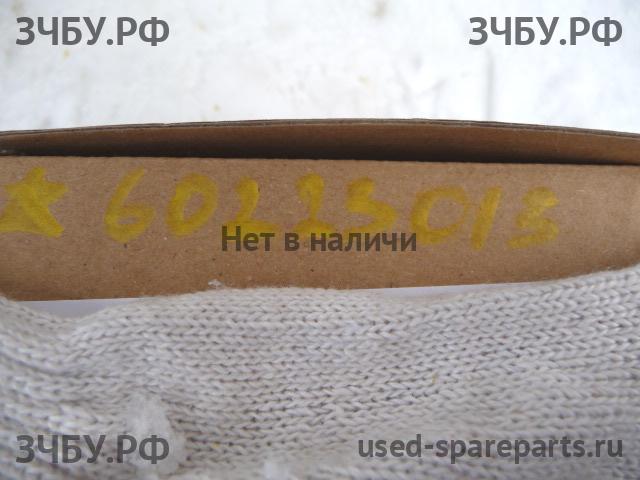 ЗЧБУ.РФ ЗЧБУ.РФ
★60223013
Нет в наличи
ЗЧБУ.РФ used-spareparts.ru